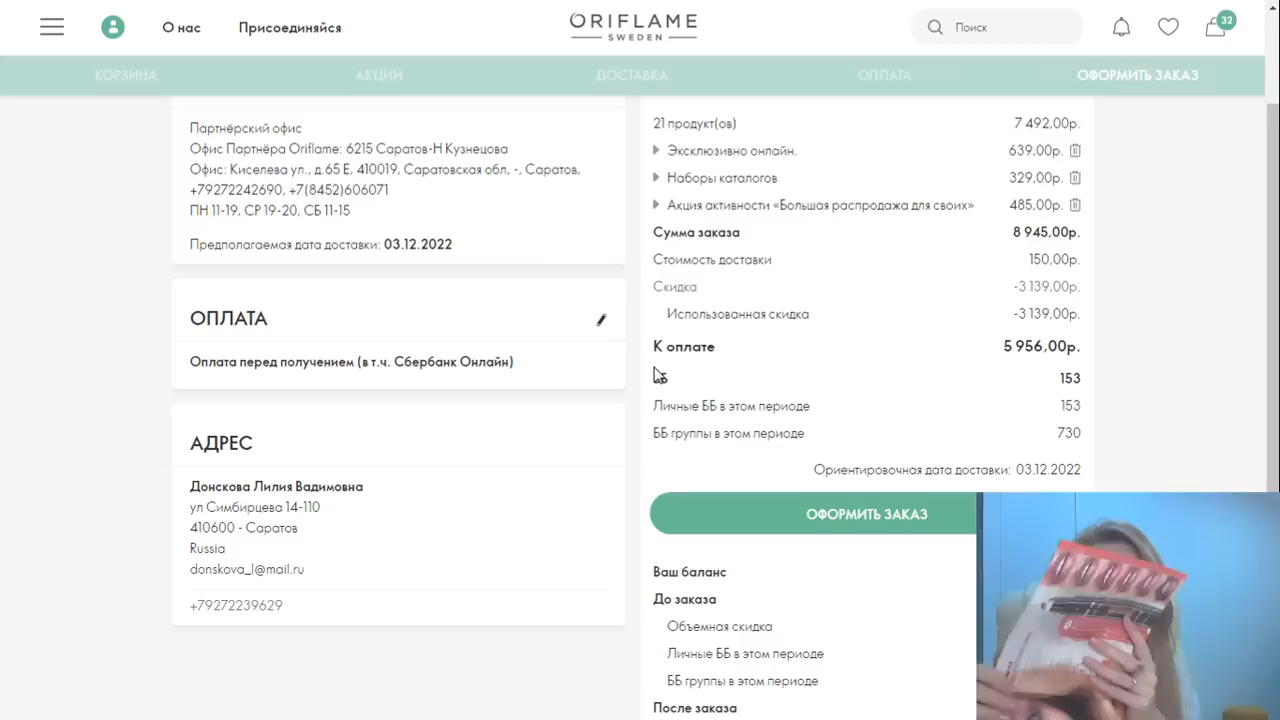 О нас
Присоединяйся
ORIFLAME
SWEDEN
Поиск
32
КОРЗИНА
АКЦИИ
ДОСТАВКА
ОПЛАТА
ОФОРМИТЬ ЗАКАЗ
Партнёрский офис
Офис Партнёра Oriflame: 6215 Саратов-Н Кузнецова
Офис: Киселева ул., д.65 Е, 410019, Саратовская обл, -, Саратов,
+79272242690, +7(8452)606071
ПН 11-19, СР 19-20, СБ 11-15
Предполагаемая дата доставки: 03.12.2022
ОПЛАТА
Оплата перед получением (в т.ч. Сбербанк Онлайн)
АДРЕС
Донскова Лилия Вадимовна
ул Симбирцева 14-110
410600 - Саратов
Russia
donskova_l@mail.ru
+79272239629
21 продукт(ов) 7 492,00р.
Эксклюзивно онлайн. 639,00р.
Наборы каталогов 329,00р.
Акция активности «Большая распродажа для своих» 485,00р.
Сумма заказа 8 945,00р.
Стоимость доставки 150,00р.
Скидка -3 139,00р.
Использованная скидка -3 139,00р.
К оплате 5 956,00р.
153
Личные ББ в этом периоде 153
ББ группы в этом периоде 730
Ориентировочная дата доставки: 03.12.2022
ОФОРМИТЬ ЗАКАЗ
Ваш баланс
До заказа
Объемная скидка
Личные ББ в этом периоде
ББ группы в этом периоде
После заказа